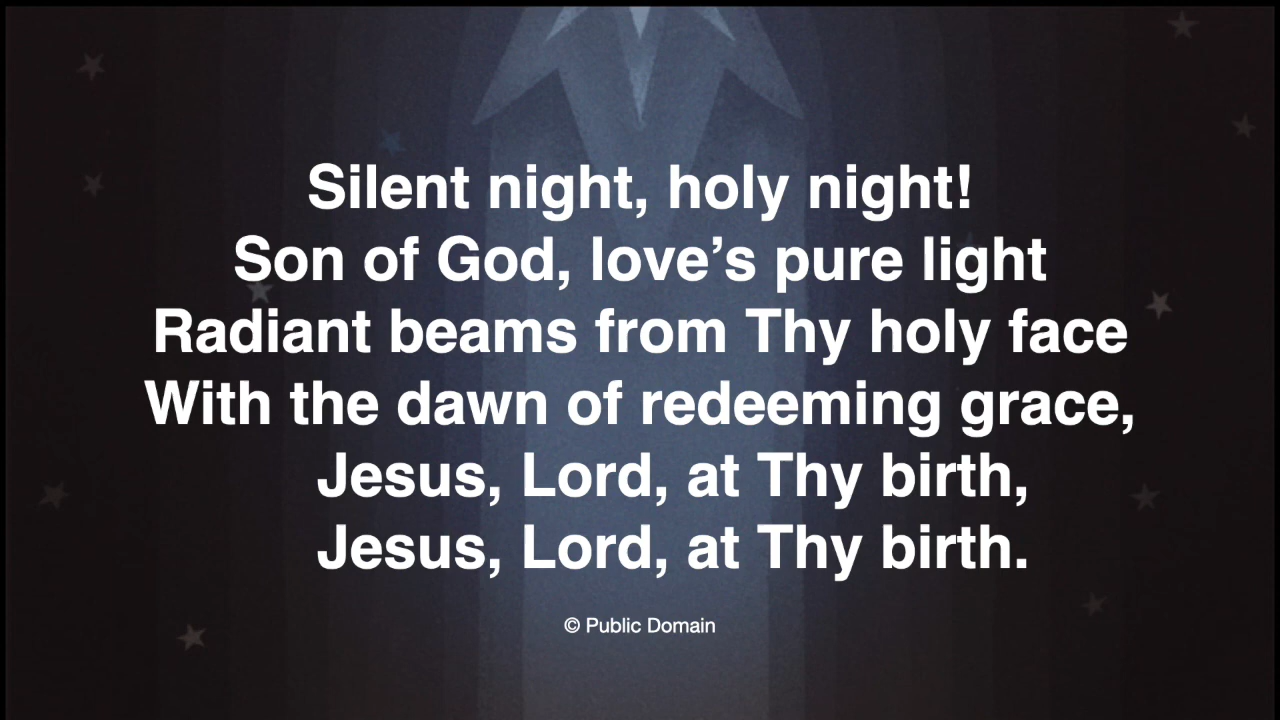 Silent night, holy night!
Son of God, love’s pure light
Radiant beams from Thy holy face
With the dawn of redeeming grace,
Jesus, Lord, at Thy birth,
Jesus, Lord, at Thy birth.
© Public Domain